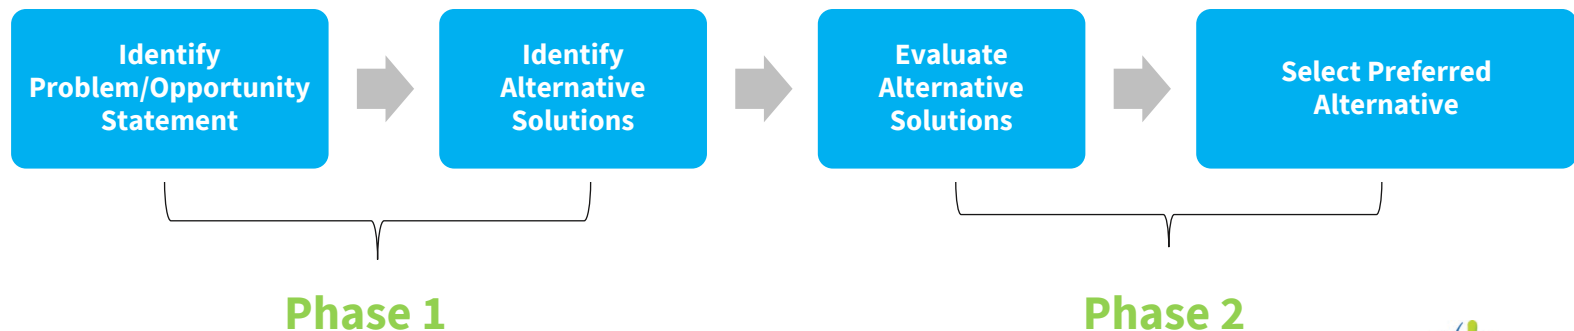 Identify
Problem/Opportunity
Statement
Identify
Alternative
Solutions
Evaluate
Alternative
Solutions
Select Preferred
Alternative
Phase 1
Phase 2